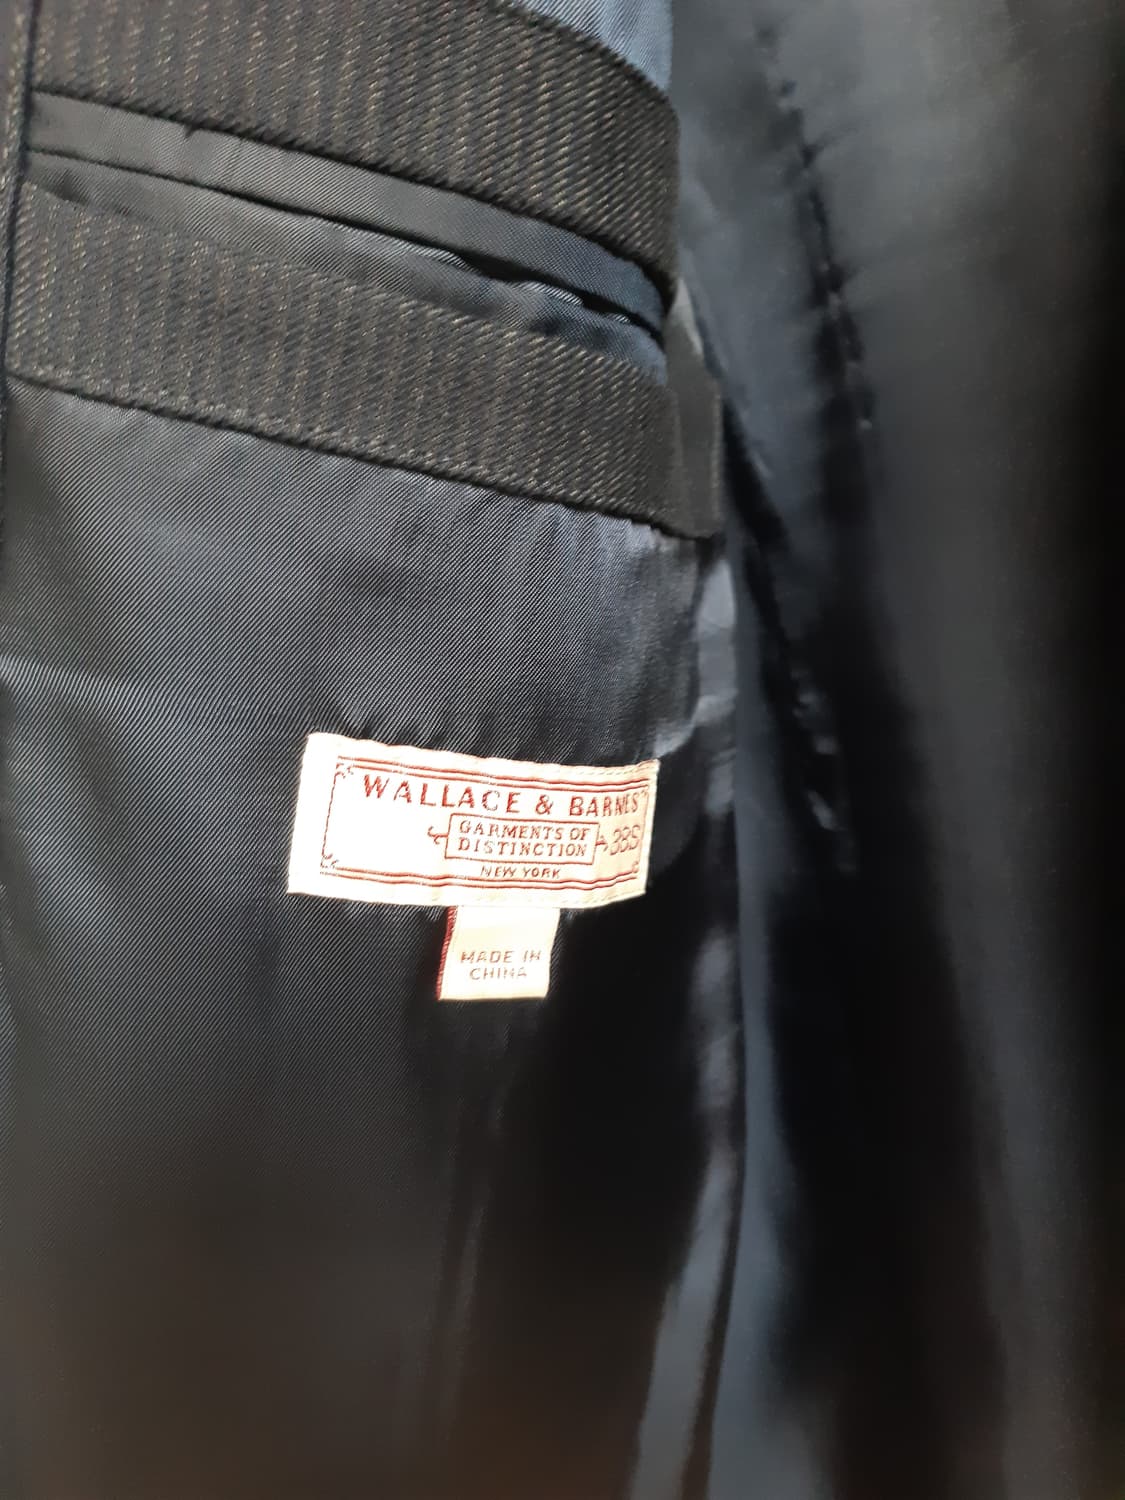 WALLACE & BARNES
GARMENTS OF
DISTINCTION
38S
NEW YORK
MADE IN
CHINA